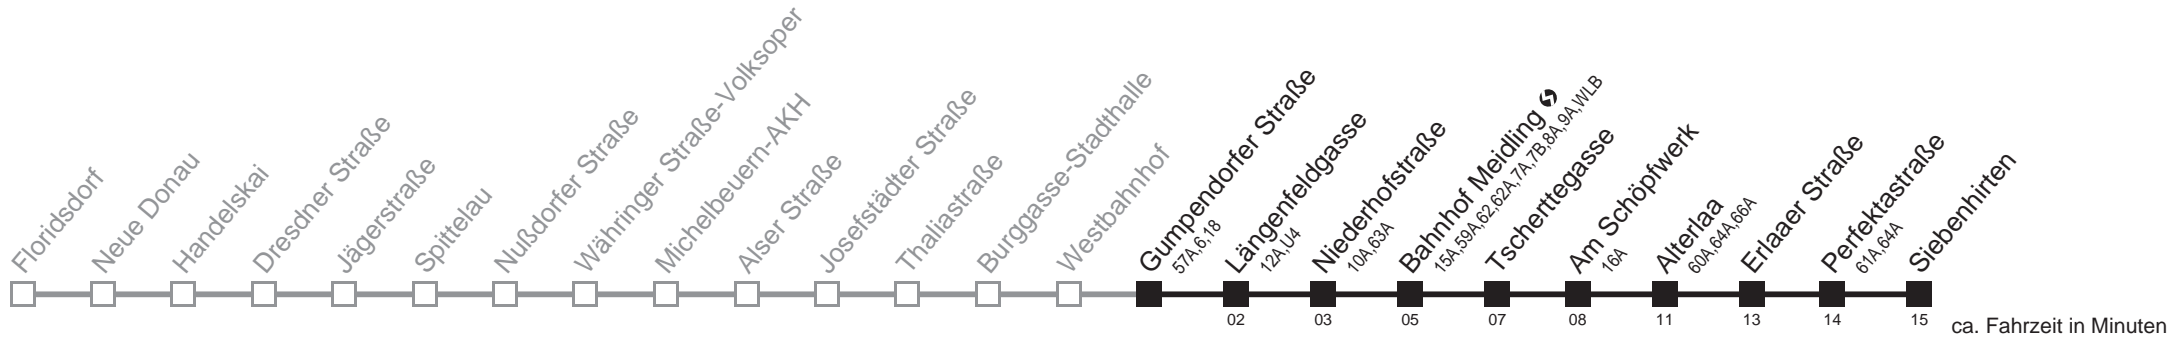 Floridsdorf
Neue Donau
Handelskai
Dresdner Straße
Jägerstraße
Spittelau
Nußdorfer Straße
Währinger Straße-Volksoper
Michelbeuern-AKH
Alser Straße
Josefstädter Straße
Thaliastraße
Burggasse-Stadthalle
Westbahnhof
Gumpendorfer Straße
57A,6,18
Längenfeldgasse
12A,U4
Niederhofstraße
10A,63A
Bahnhof Meidling
15A,59A,62,62A,7A,7B,8A,9A,WLB
Tscherttegasse
Am Schöpfwerk
16A
Alterlaa
60A,64A,66A
Erlaaer Straße
Perfektastraße
61A,64A
Siebenhirten
02 03 05 07 08 11 13 14 15
ca. Fahrzeit in Minuten